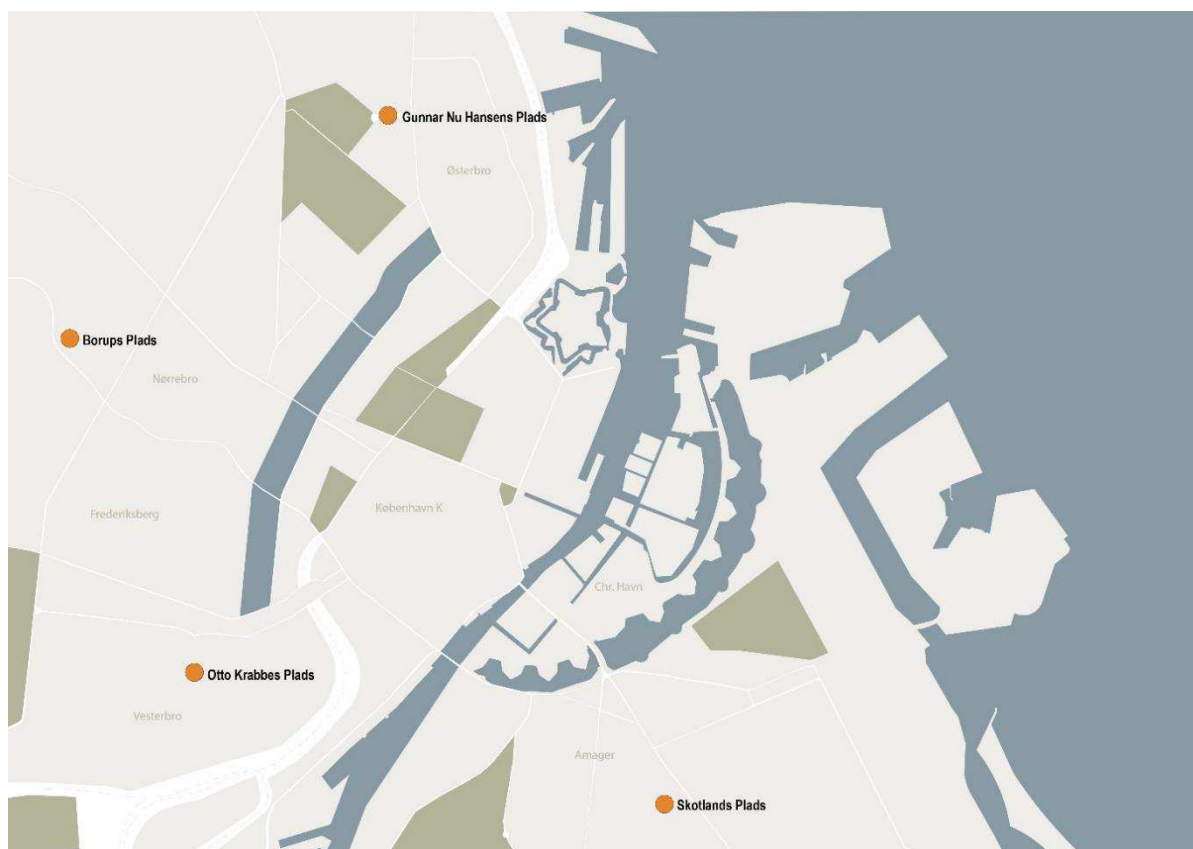 Gunnar Nu Hansens Plads
Østerbro
Borups Plads
Nørrebro
København K
Frederiksberg
Chr. Havn
Otto Krabbes Plads
Vesterbro
Amager
Skotlands Plads